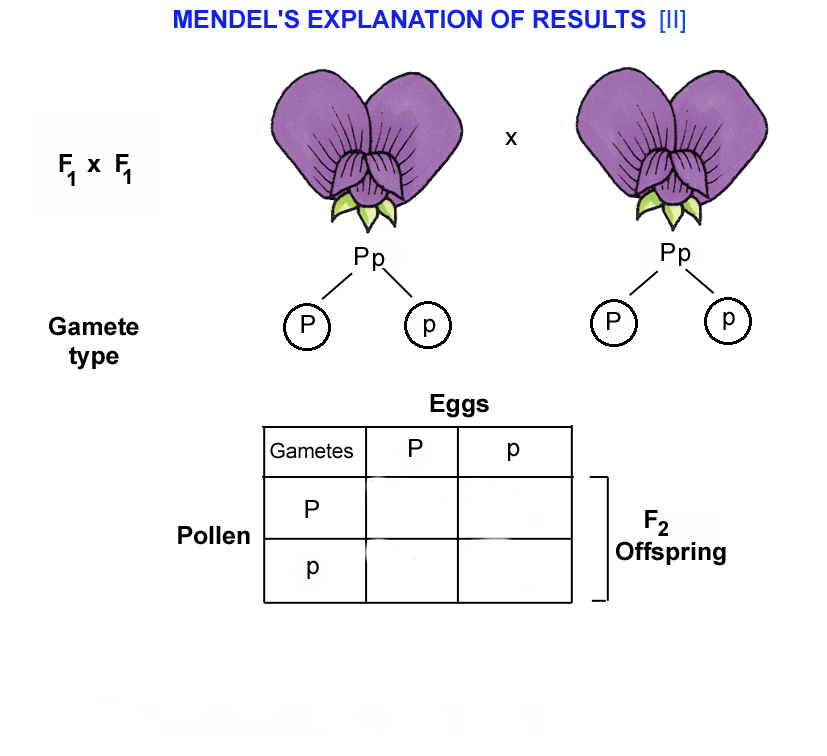 MENDEL'S EXPLANATION OF RESULTS [II]
x
F1 x F1
Pp
Pp
P
p
P
p
Gamete
type
Eggs
Gametes
P
p
P
Pollen
p
F2
Offspring